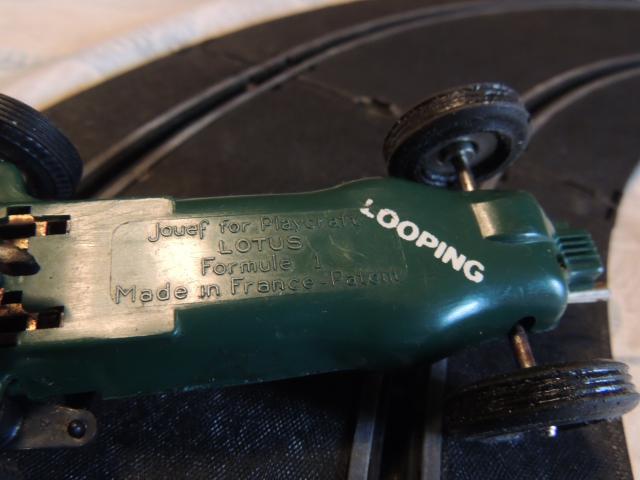 Jouef for Playcraft
LOTUS
Formule 1
Made in France - Patent
LOOPING